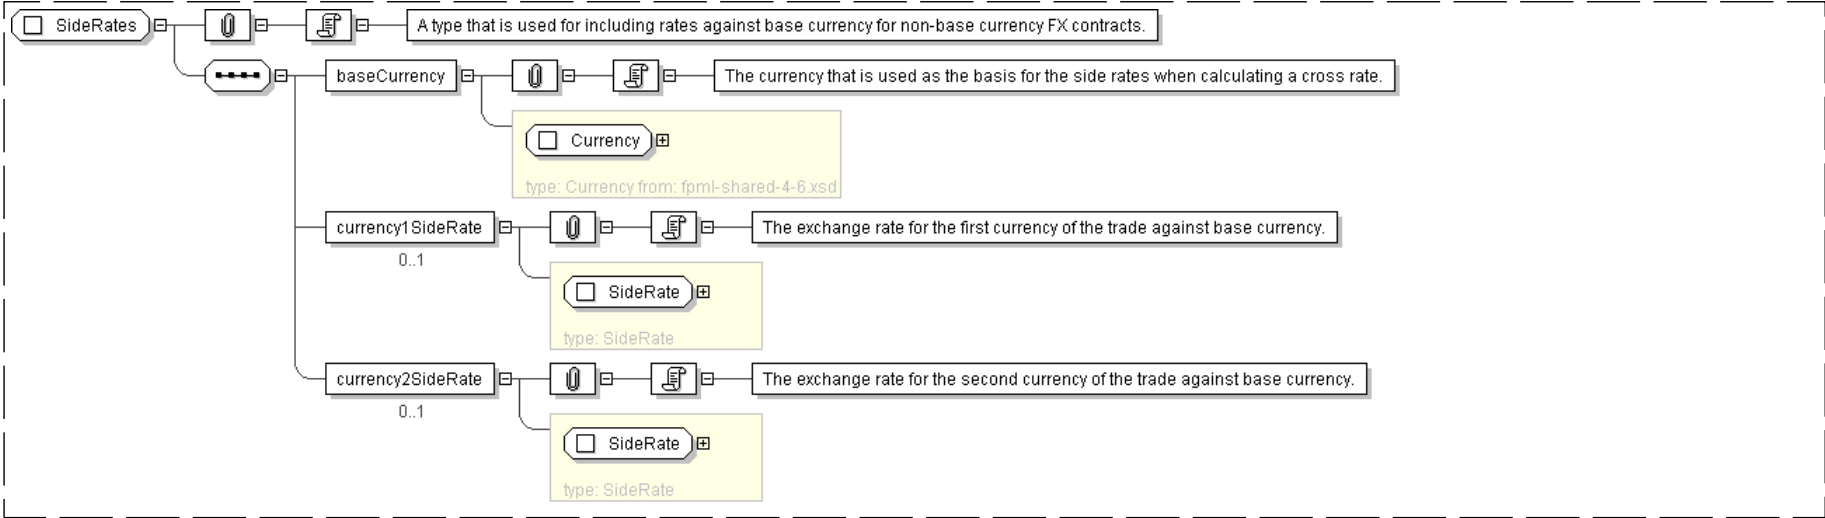 SideRates
A type that is used for including rates against base currency for non-base currency FX contracts.
baseCurrency
The currency that is used as the basis for the side rates when calculating a cross rate.
Currency
type: Currency from: fpml-shared-4-6.xsd
currency1SideRate
The exchange rate for the first currency of the trade against base currency.
0..1
SideRate
type: SideRate
currency2SideRate
The exchange rate for the second currency of the trade against base currency.
0..1
SideRate
type: SideRate